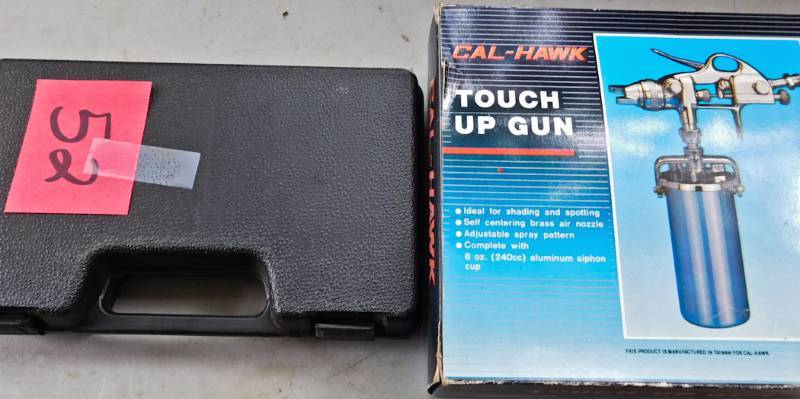 52
CAL-HAWK
CAL-HAWK
TOUCH
UP GUN
• Ideal for shading and spotting
• Self centering brass air nozzle
• Adjustable spray pattern
• Complete with
8 oz. (240cc) aluminum siphon
cup
THIS PRODUCT IS MANUFACTURED IN TAIWAN FOR CAL-HAWK